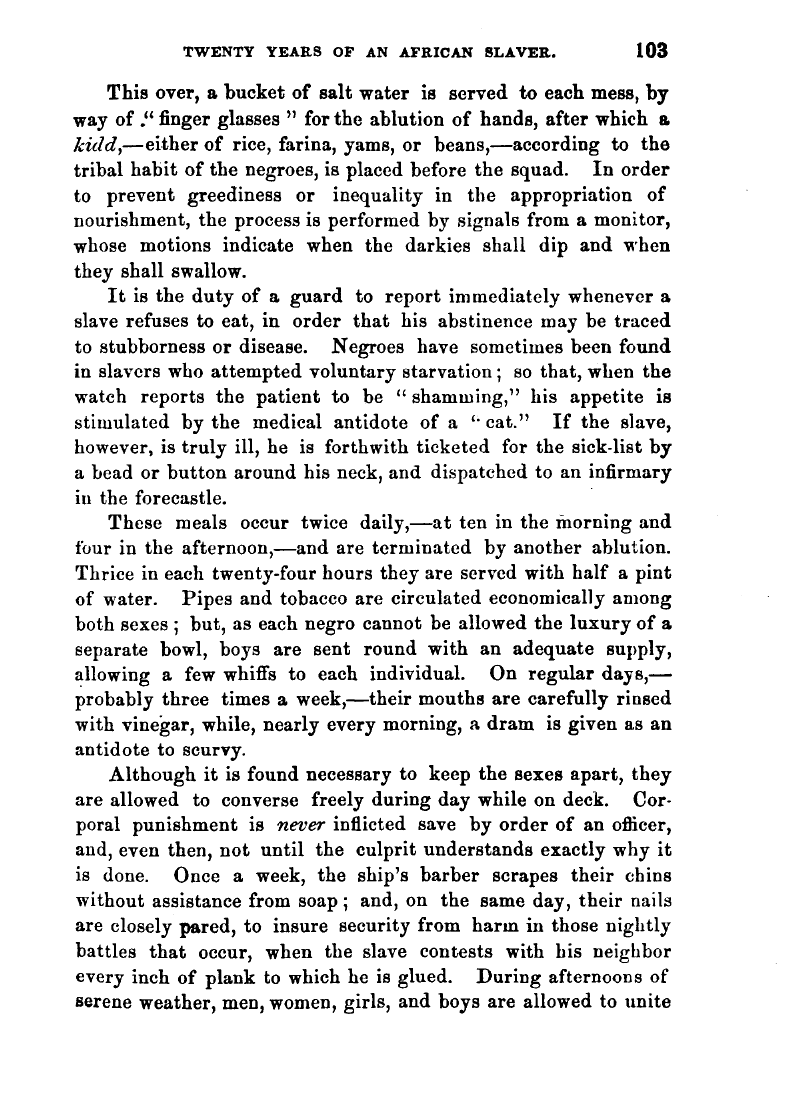 TWENTY YEARS OF AN AFRICAN SLAVER. 103
This over, a bucket of salt water is served to each mess, by
way of “ finger glasses ” for the ablution of hands, after which a
kidd,—either of rice, farina, yams, or beans,—according to the
tribal habit of the negroes, is placed before the squad. In order
to prevent greediness or inequality in the appropriation of
nourishment, the process is performed by signals from a monitor,
whose motions indicate when the darkies shall dip and when
they shall swallow.
It is the duty of a guard to report immediately whenever a
slave refuses to eat, in order that his abstinence may be traced
to stubborness or disease. Negroes have sometimes been found
in slavers who attempted voluntary starvation ; so that, when the
watch reports the patient to be “ shamming,” his appetite is
stimulated by the medical antidote of a “ cat.” If the slave,
however, is truly ill, he is forthwith ticketed for the sick-list by
a bead or button around his neck, and dispatched to an infirmary
in the forecastle.
These meals occur twice daily,—at ten in the morning and
four in the afternoon,—and are terminated by another ablution.
Thrice in each twenty-four hours they are served with half a pint
of water. Pipes and tobacco are circulated economically among
both sexes ; but, as each negro cannot be allowed the luxury of a
separate bowl, boys are sent round with an adequate supply,
allowing a few whiffs to each individual. On regular days,—
probably three times a week,—their mouths are carefully rinsed
with vinegar, while, nearly every morning, a dram is given as an
antidote to scurvy.
Although it is found necessary to keep the sexes apart, they
are allowed to converse freely during day while on deck. Cor-
poral punishment is never inflicted save by order of an officer,
and, even then, not until the culprit understands exactly why it
is done. Once a week, the ship’s barber scrapes their chins
without assistance from soap ; and, on the same day, their nails
are closely pared, to insure security from harm in those nightly
battles that occur, when the slave contests with his neighbor
every inch of plank to which he is glued. During afternoons of
serene weather, men, women, girls, and boys are allowed to unite